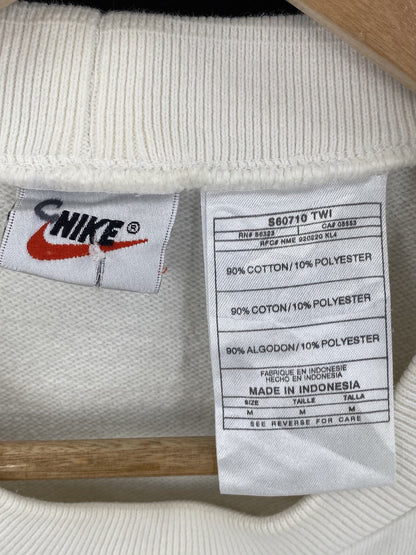 NIKE®
S60710 TWI
RN# 56323 CA# 05553
RFC# NME 920220 KL4
90% COTTON/10% POLYESTER
90% COTON/10% POLYESTER
90% ALGODON/10% POLYESTER
FABRIQUE EN INDONESIE
HECHO EN INDONESIA
MADE IN INDONESIA
SIZE TAILLE TALLA
M M M
SEE REVERSE FOR CARE